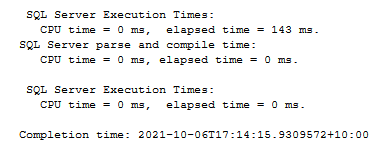 SQL Server Execution Times:
CPU time = 0 ms,  elapsed time = 143 ms.
SQL Server parse and compile time:
CPU time = 0 ms, elapsed time = 0 ms.
SQL Server Execution Times:
CPU time = 0 ms,  elapsed time = 0 ms.
Completion time: 2021-10-06T17:14:15.9309572+10:00